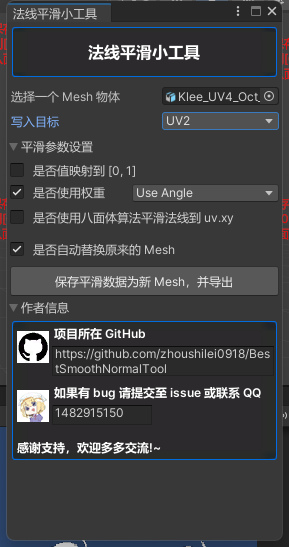 法线平滑小工具
法线平滑小工具
选择一个 Mesh 物体
Klee_UV4_Oct_
写入目标
UV2
平滑参数设置
是否值映射到 [0, 1]
是否使用权重
Use Angle
是否使用八面体算法平滑法线到 uv.xy
是否自动替换原来的 Mesh
保存平滑数据为新 Mesh，并导出
作者信息
项目所在 GitHub
https://github.com/zhoushilei0918/Bes
tSmoothNormalTool
如果有 bug 请提交至 issue 或联系 QQ
1482915150
感谢支持，欢迎多多交流!~